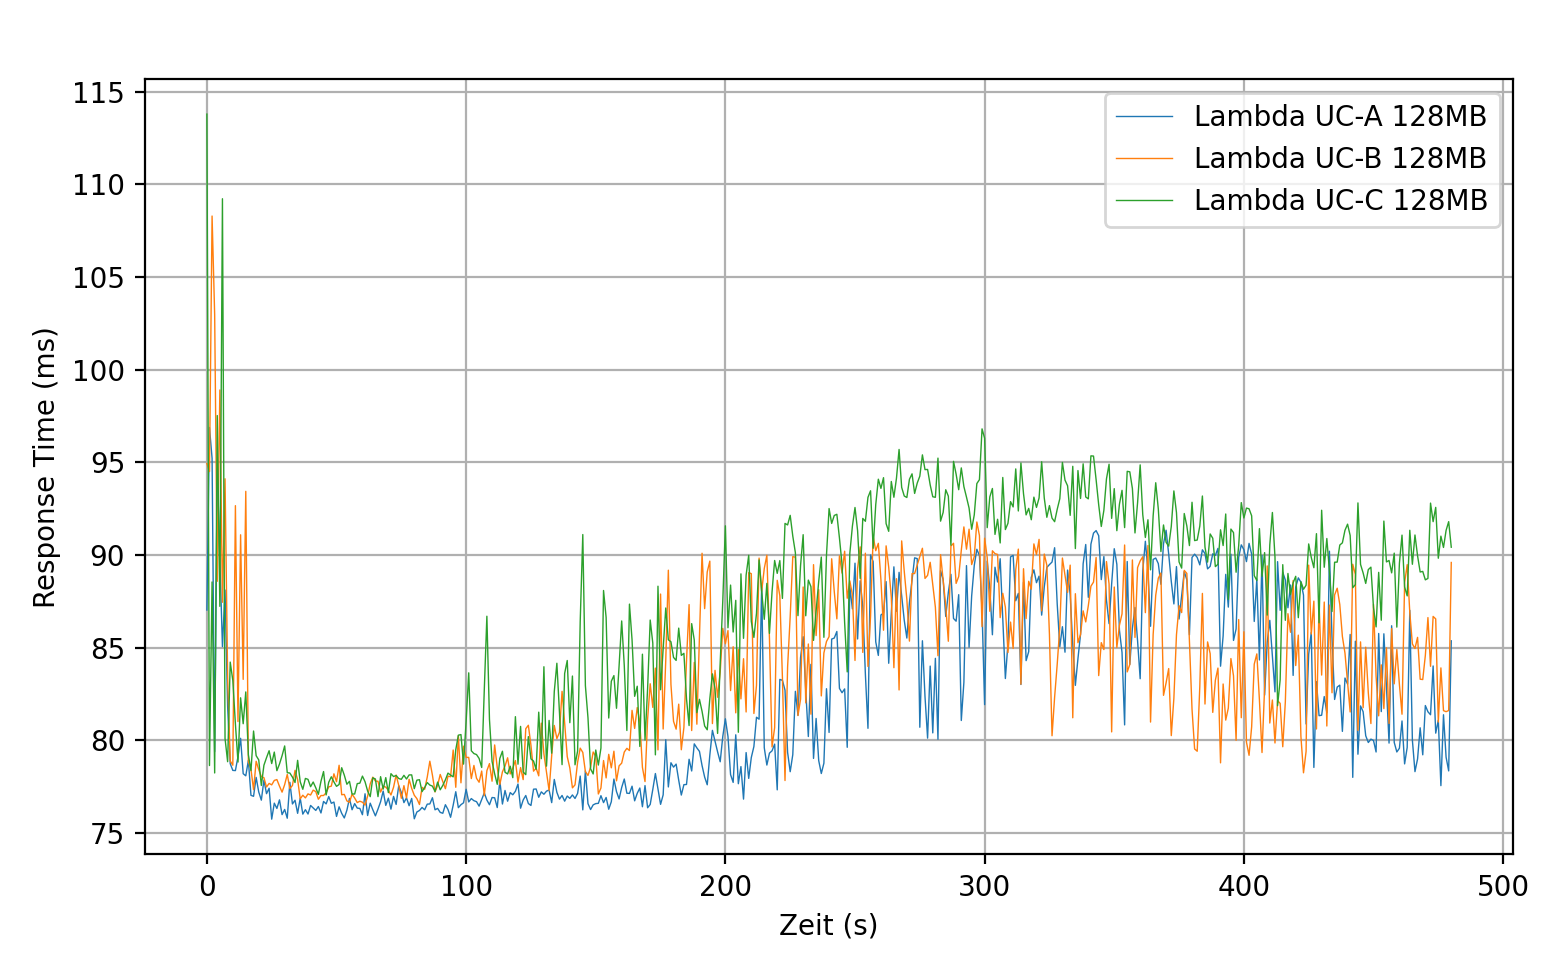 115
110
105
100
95
90
85
80
75
Response Time (ms)
Lambda UC-A 128MB
Lambda UC-B 128MB
Lambda UC-C 128MB
0 100 200 300 400 500
Zeit (s)